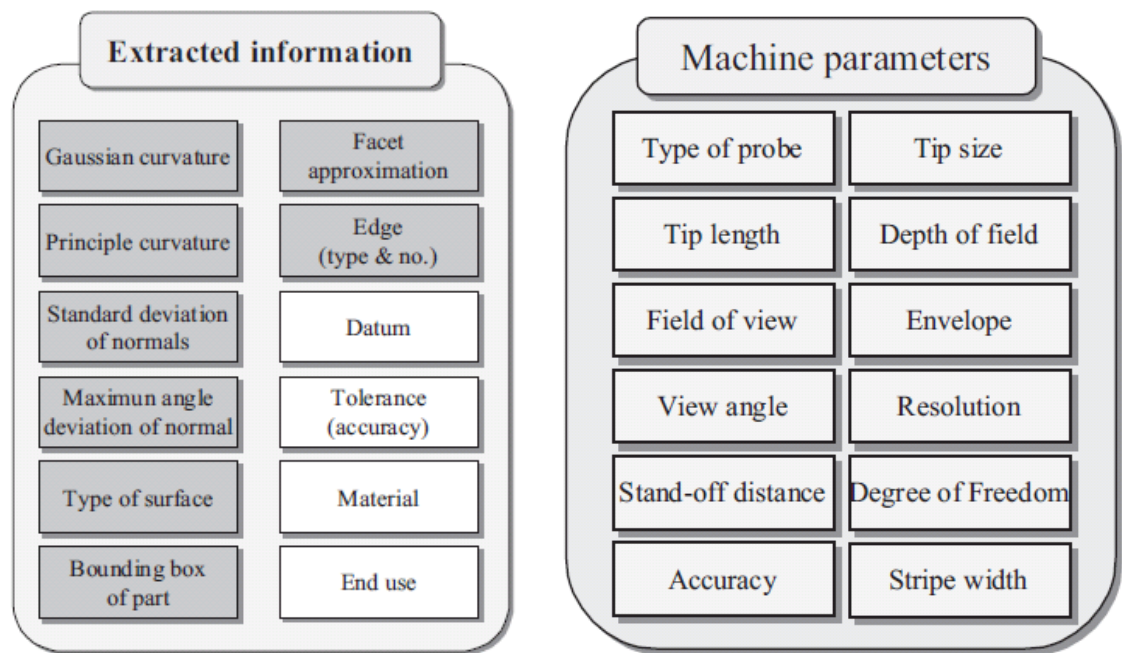 Extracted information
Gaussian curvature
Facet
approximation
Principle curvature
Edge
(type & no.)
Standard deviation
of normals
Datum
Maximun angle
deviation of normal
Tolerance
(accuracy)
Type of surface
Material
Bounding box
of part
End use
Machine parameters
Type of probe
Tip size
Tip length
Depth of field
Field of view
Envelope
View angle
Resolution
Stand-off distance
Degree of Freedom
Accuracy
Stripe width